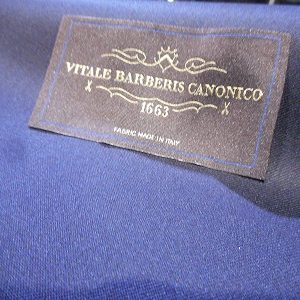 VITALE BARBERIS CANONICO
1663
FABRIC MADE IN ITALY